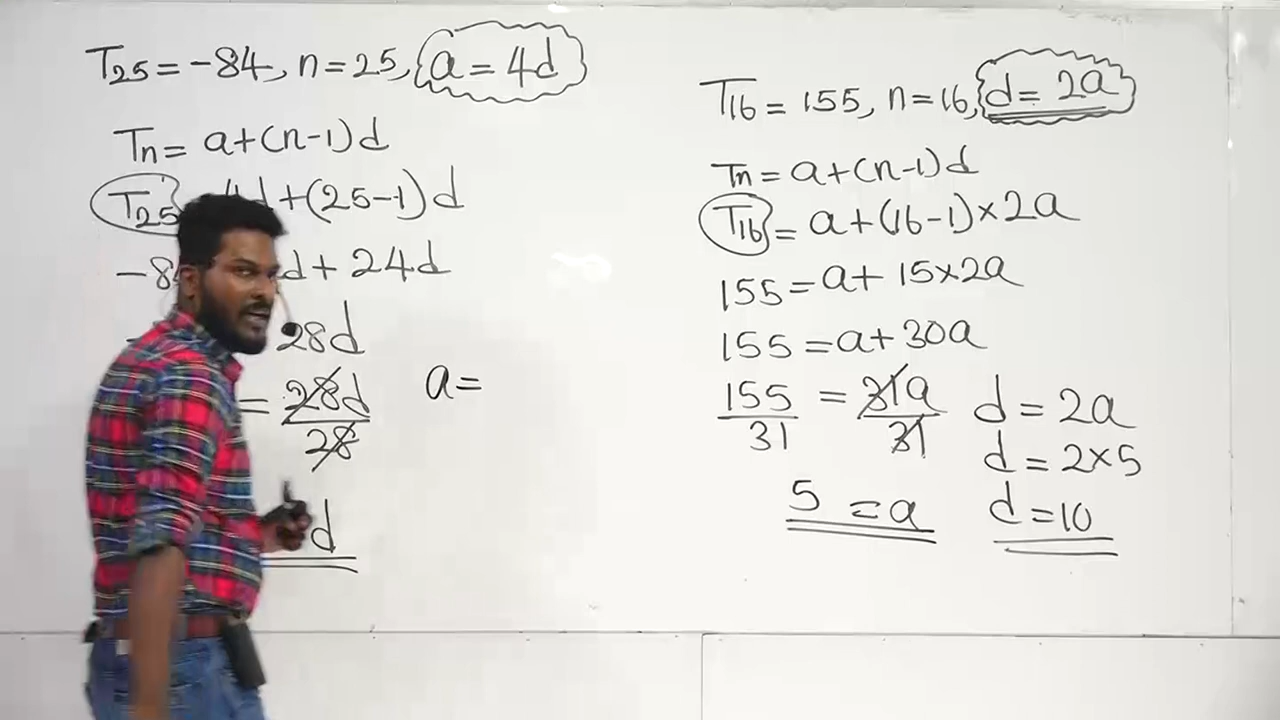 T25 = -84, n = 25, a = 4d
Tn = a + (n-1)d
T25 d + (25-1)d
-8 d + 24d
28d
= 28d/28
d
a =
T16 = 155, n = 16, d = 2a
Tn = a + (n-1)d
T16 = a + (16-1) × 2a
155 = a + 15×2a
155 = a + 30a
155/31 = 31a/31
5 = a
d = 2a
d = 2×5
d = 10